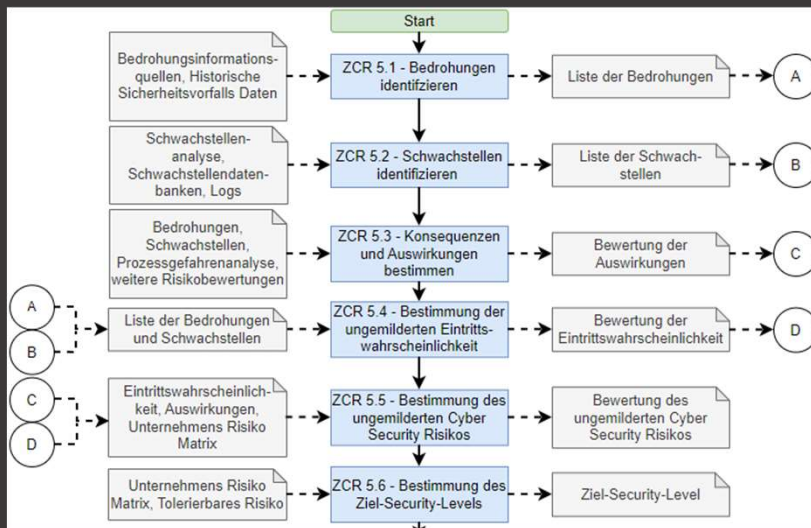 Start
Bedrohungsinformations-
quellen, Historische
Sicherheitsvorfalls Daten
ZCR 5.1 - Bedrohungen
identifzieren
Liste der Bedrohungen
A
Schwachstellen-
analyse,
Schwachstellendaten-
banken, Logs
ZCR 5.2 - Schwachstellen
identifizieren
Liste der Schwach-
stellen
B
Bedrohungen,
Schwachstellen,
Prozessgefahrenanalyse,
weitere Risikobewertungen
ZCR 5.3 - Konsequenzen
und Auswirkungen
bestimmen
Bewertung der
Auswirkungen
C
A
B
Liste der Bedrohungen
und Schwachstellen
ZCR 5.4 - Bestimmung der
ungemilderten Eintritts-
wahrscheinlichkeit
Bewertung der
Eintrittswahrscheinlichkeit
D
C
D
Eintrittswahrscheinlich-
keit, Auswirkungen,
Unternehmens Risiko
Matrix
ZCR 5.5 - Bestimmung des
ungemilderten Cyber
Security Risikos
Bewertung des
ungemilderten Cyber
Security Risikos
Unternehmens Risiko
Matrix, Tolerierbares Risiko
ZCR 5.6 - Bestimmung des
Ziel-Security-Levels
Ziel-Security-Level